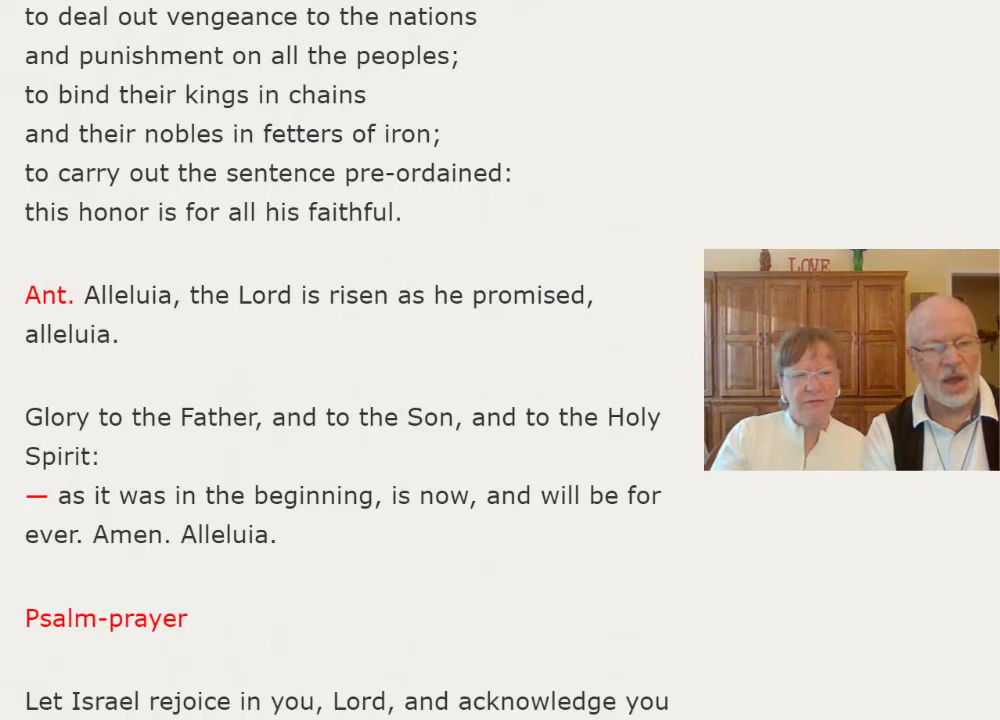 to deal out vengeance to the nations
and punishment on all the peoples;
to bind their kings in chains
and their nobles in fetters of iron;
to carry out the sentence pre-ordained:
this honor is for all his faithful.
Ant. Alleluia, the Lord is risen as he promised,
alleluia.
LOVE
Glory to the Father, and to the Son, and to the Holy
Spirit:
— as it was in the beginning, is now, and will be for
ever. Amen. Alleluia.
Psalm-prayer
Let Israel rejoice in you, Lord, and acknowledge you